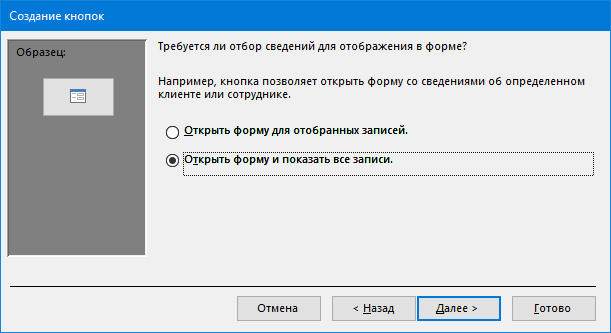 Создание кнопок
Образец:
Требуется ли отбор сведений для отображения в форме?
Например, кнопка позволяет открыть форму со сведениями об определенном
клиенте или сотруднике.
Открыть форму для отобранных записей.
Открыть форму и показать все записи.
Отмена
< Назад
Далее >
Готово